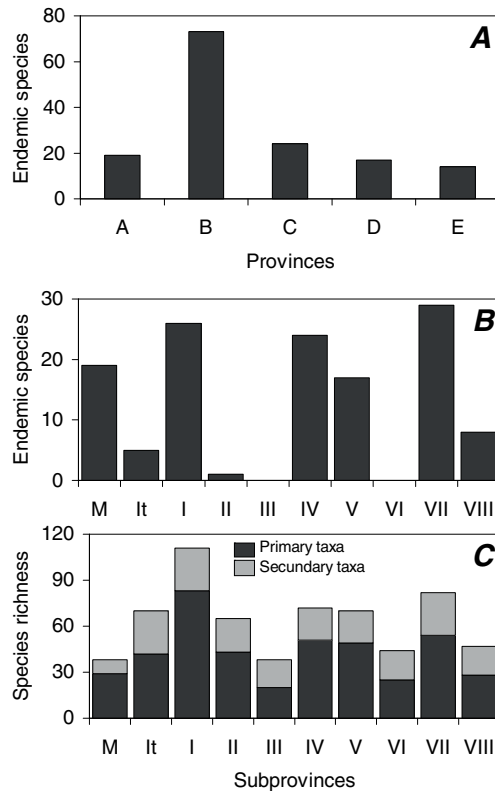 A
Endemic species
80
60
40
20
0
A B C D E
Provinces
B
Endemic species
30
20
10
0
M It I II III IV V VI VII VIII
C
Species richness
120
90
60
30
0
Primary taxa
Secundary taxa
M It I II III IV V VI VII VIII
Subprovinces